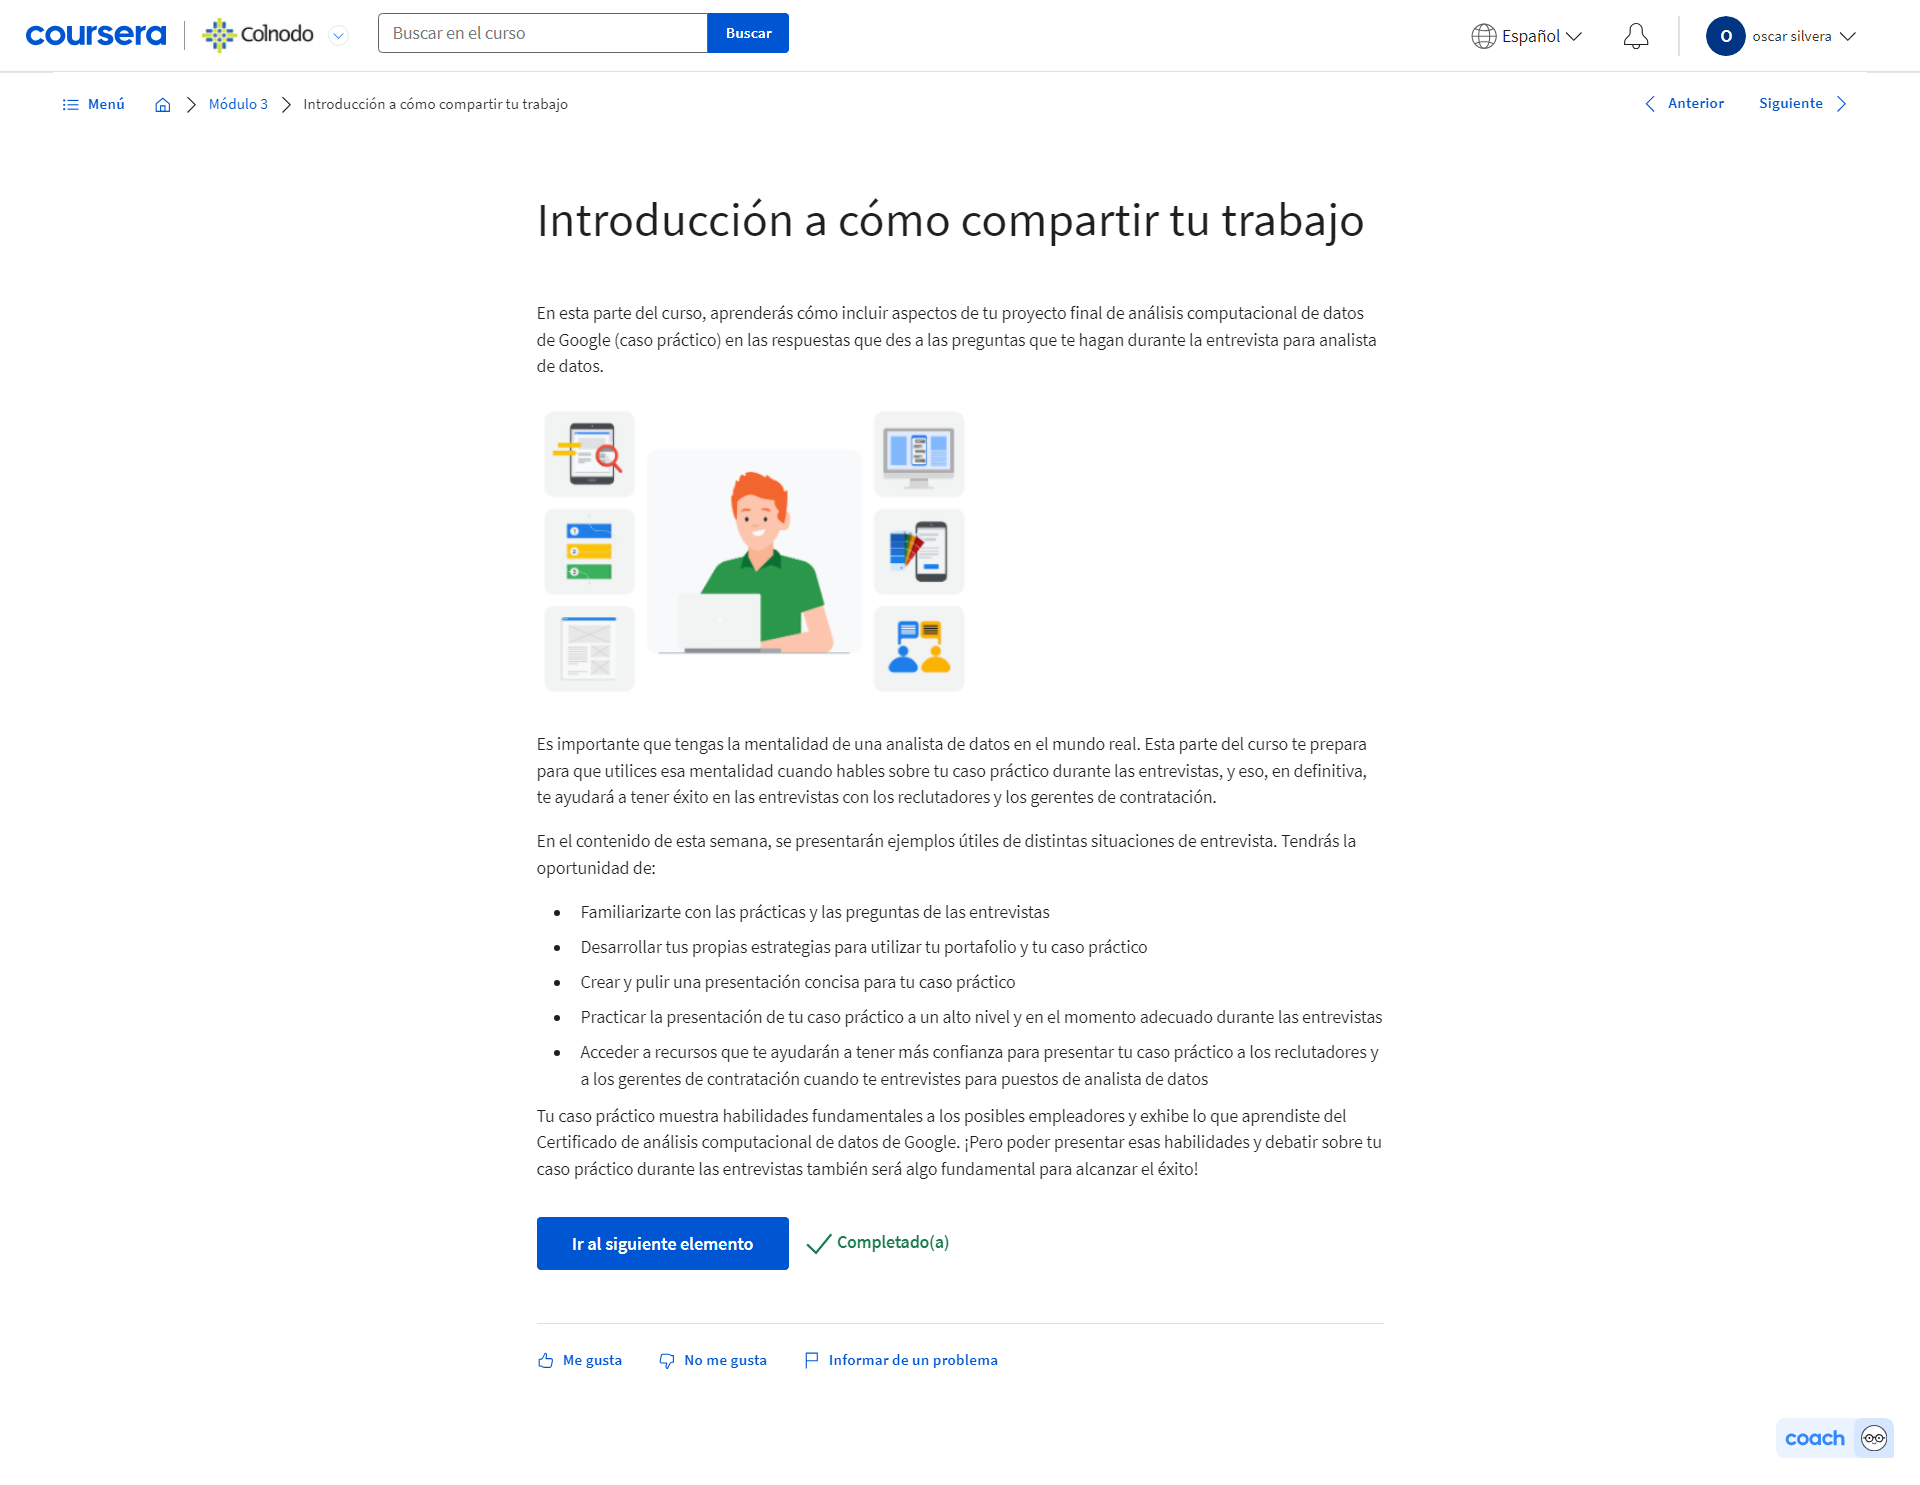 coursera
Colnodo
Buscar en el curso
Buscar
Español
O
oscar silvera
Menú
Módulo 3
Introducción a cómo compartir tu trabajo
Anterior
Siguiente
Introducción a cómo compartir tu trabajo
En esta parte del curso, aprenderás cómo incluir aspectos de tu proyecto final de análisis computacional de datos
de Google (caso práctico) en las respuestas que des a las preguntas que te hagan durante la entrevista para analista
de datos.
1
2
3
Es importante que tengas la mentalidad de una analista de datos en el mundo real. Esta parte del curso te prepara
para que utilices esa mentalidad cuando hables sobre tu caso práctico durante las entrevistas, y eso, en definitiva,
te ayudará a tener éxito en las entrevistas con los reclutadores y los gerentes de contratación.
En el contenido de esta semana, se presentarán ejemplos útiles de distintas situaciones de entrevista. Tendrás la
oportunidad de:
• Familiarizarte con las prácticas y las preguntas de las entrevistas
• Desarrollar tus propias estrategias para utilizar tu portafolio y tu caso práctico
• Crear y pulir una presentación concisa para tu caso práctico
• Practicar la presentación de tu caso práctico a un alto nivel y en el momento adecuado durante las entrevistas
• Acceder a recursos que te ayudarán a tener más confianza para presentar tu caso práctico a los reclutadores y
a los gerentes de contratación cuando te entrevistes para puestos de analista de datos
Tu caso práctico muestra habilidades fundamentales a los posibles empleadores y exhibe lo que aprendiste del
Certificado de análisis computacional de datos de Google. ¡Pero poder presentar esas habilidades y debatir sobre tu
caso práctico durante las entrevistas también será algo fundamental para alcanzar el éxito!
Ir al siguiente elemento
Completado(a)
Me gusta
No me gusta
Informar de un problema
coach